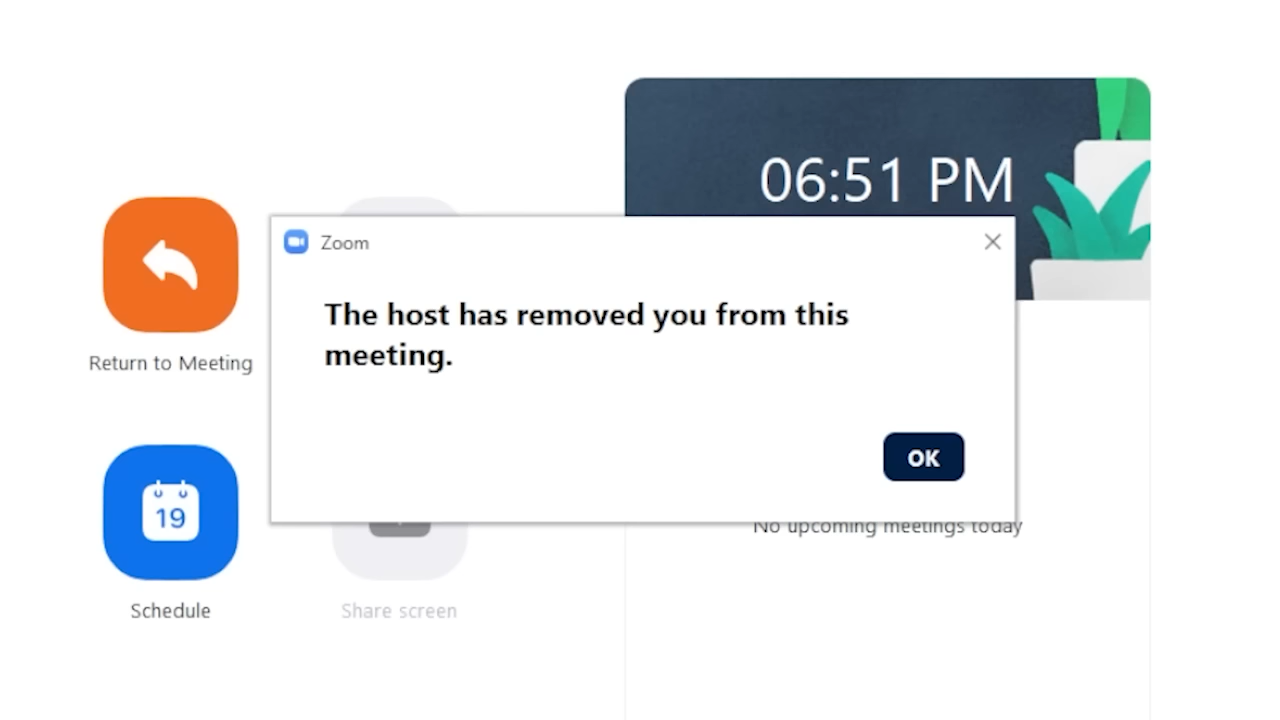 06:51 PM
Zoom
The host has removed you from this
meeting.
Return to Meeting
OK
19
No upcoming meetings today
Schedule
Share screen